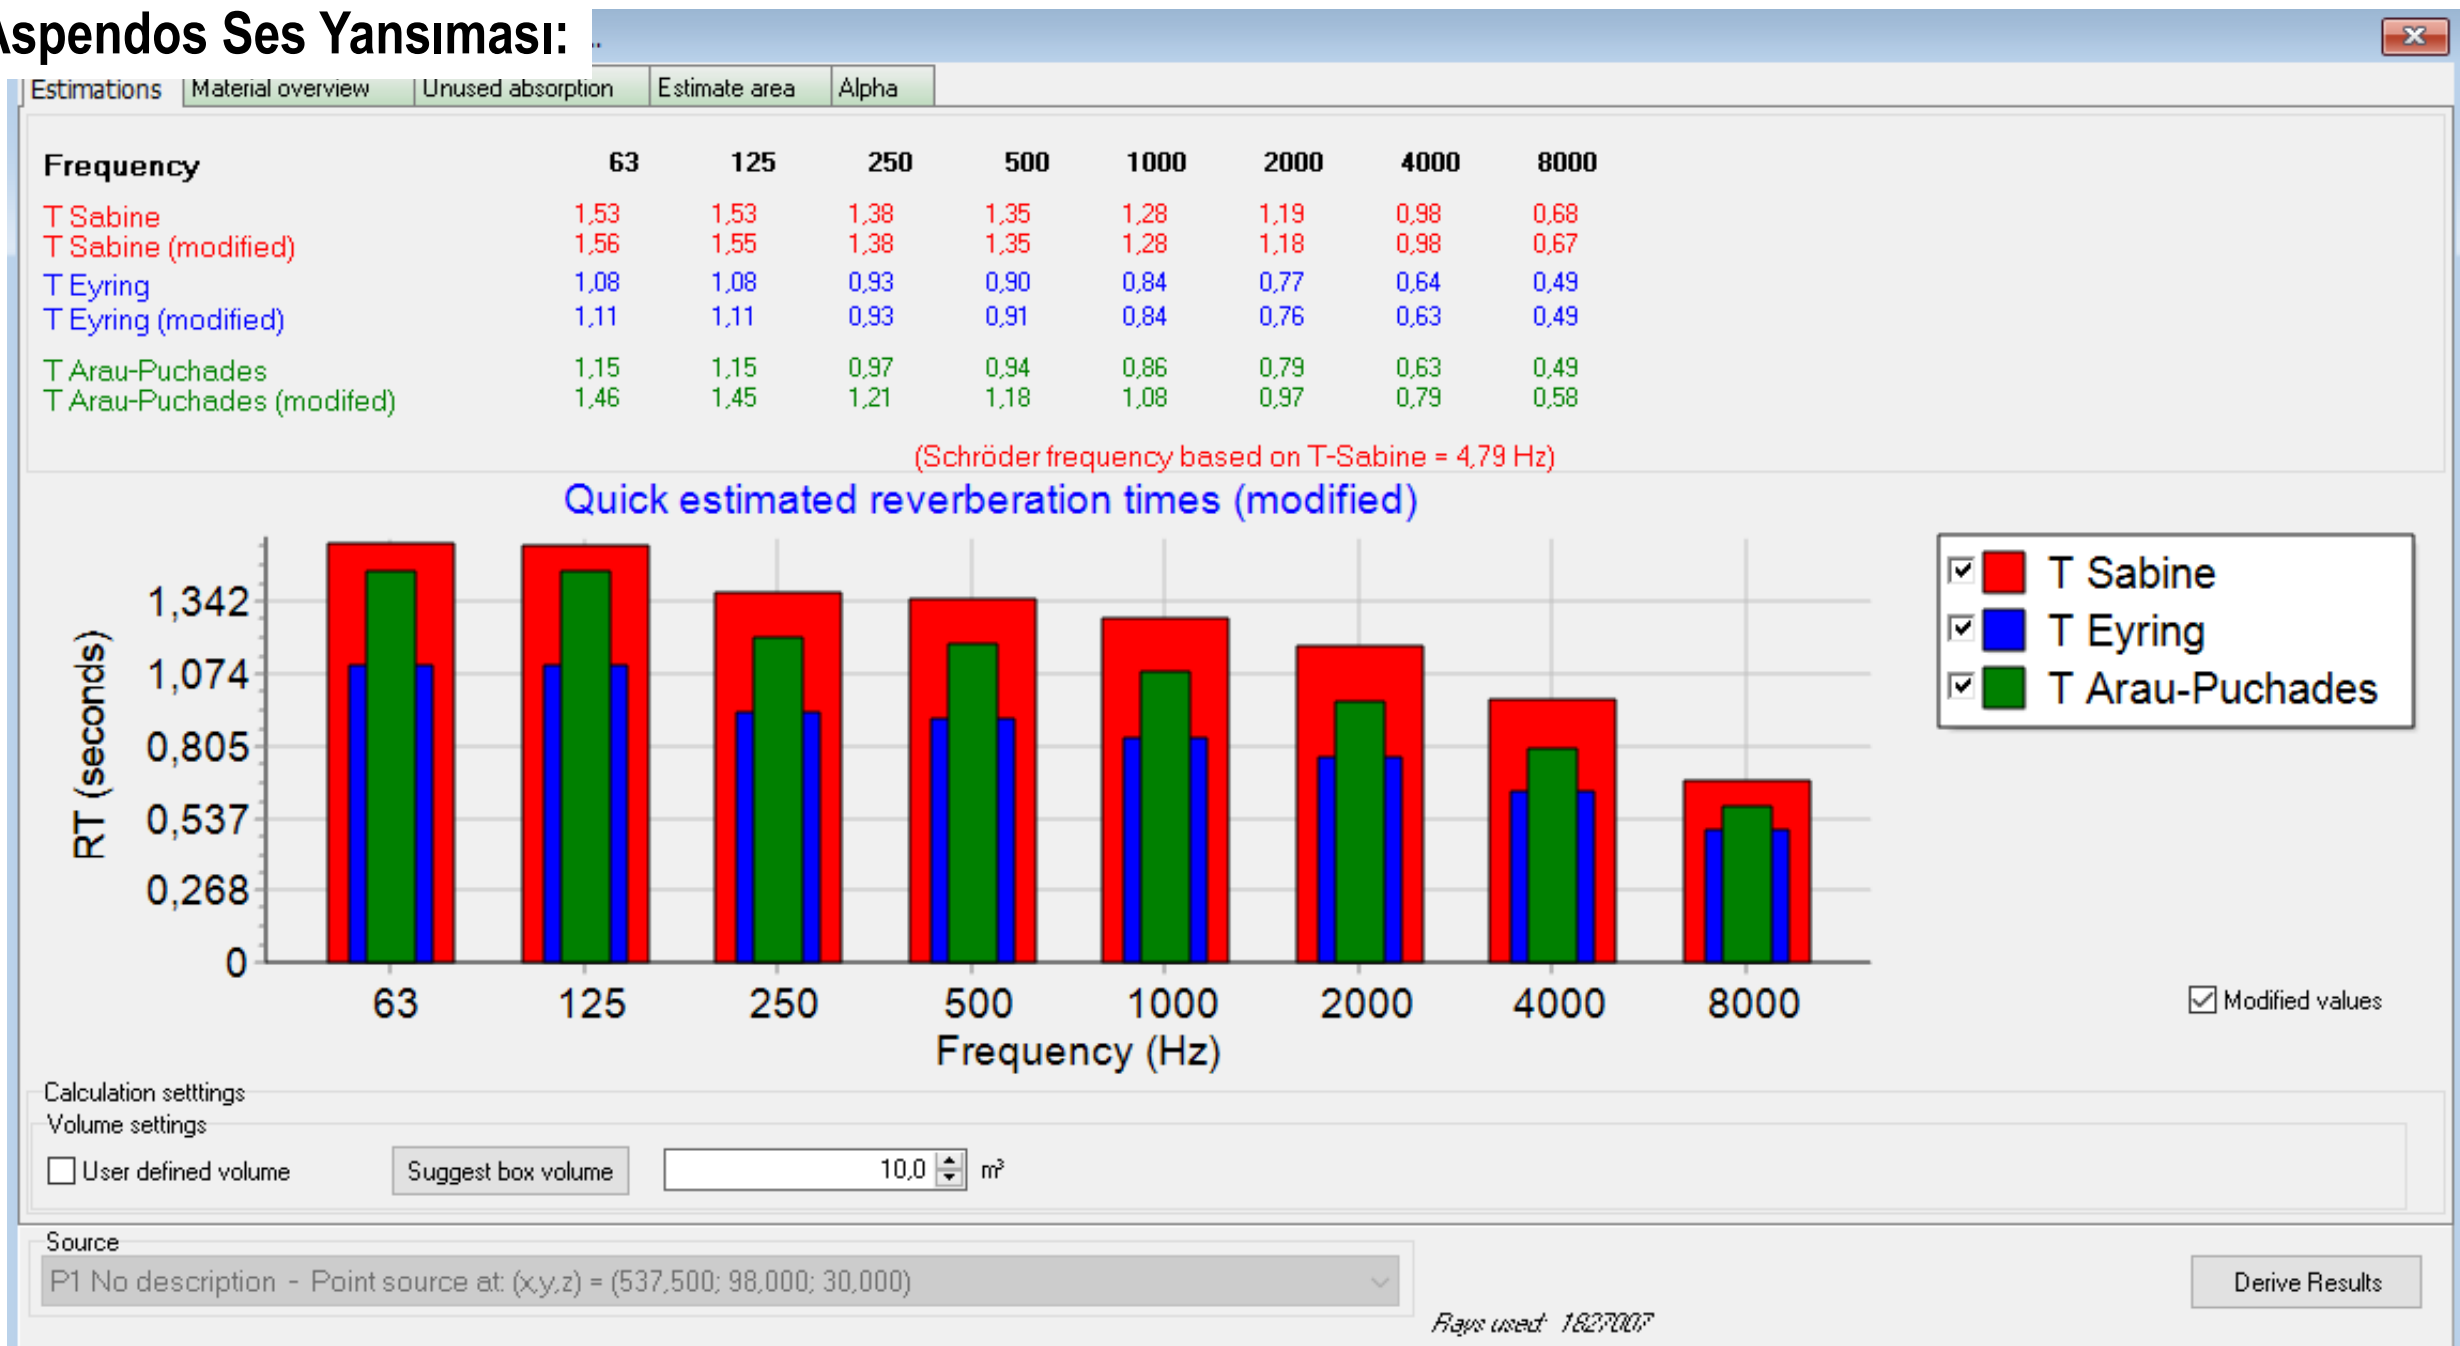 Aspendos Ses Yansıması:
Estimations Material overview Unused absorption Estimate area Alpha
Frequency 63 125 250 500 1000 2000 4000 8000
T Sabine 1,53 1,53 1,38 1,35 1,28 1,19 0,98 0,68
T Sabine (modified) 1,56 1,55 1,38 1,35 1,28 1,18 0,98 0,67
T Eyring 1,08 1,08 0,93 0,90 0,84 0,77 0,64 0,49
T Eyring (modified) 1,11 1,11 0,93 0,91 0,84 0,76 0,63 0,49
T Arau-Puchades 1,15 1,15 0,97 0,94 0,86 0,79 0,63 0,49
T Arau-Puchades (modifed) 1,46 1,45 1,21 1,18 1,08 0,97 0,79 0,58
(Schröder frequency based on T-Sabine = 4,79 Hz)
Quick estimated reverberation times (modified)
T Sabine
T Eyring
T Arau-Puchades
RT (seconds)
1,342
1,074
0,805
0,537
0,268
0
63 125 250 500 1000 2000 4000 8000
Frequency (Hz)
Modified values
Calculation setttings
Volume settings
User defined volume Suggest box volume 10,0 m³
Source
P1 No description - Point source at: (x,y,z) = (537,500; 98,000; 30,000)
Derive Results
Rays used: 1827007